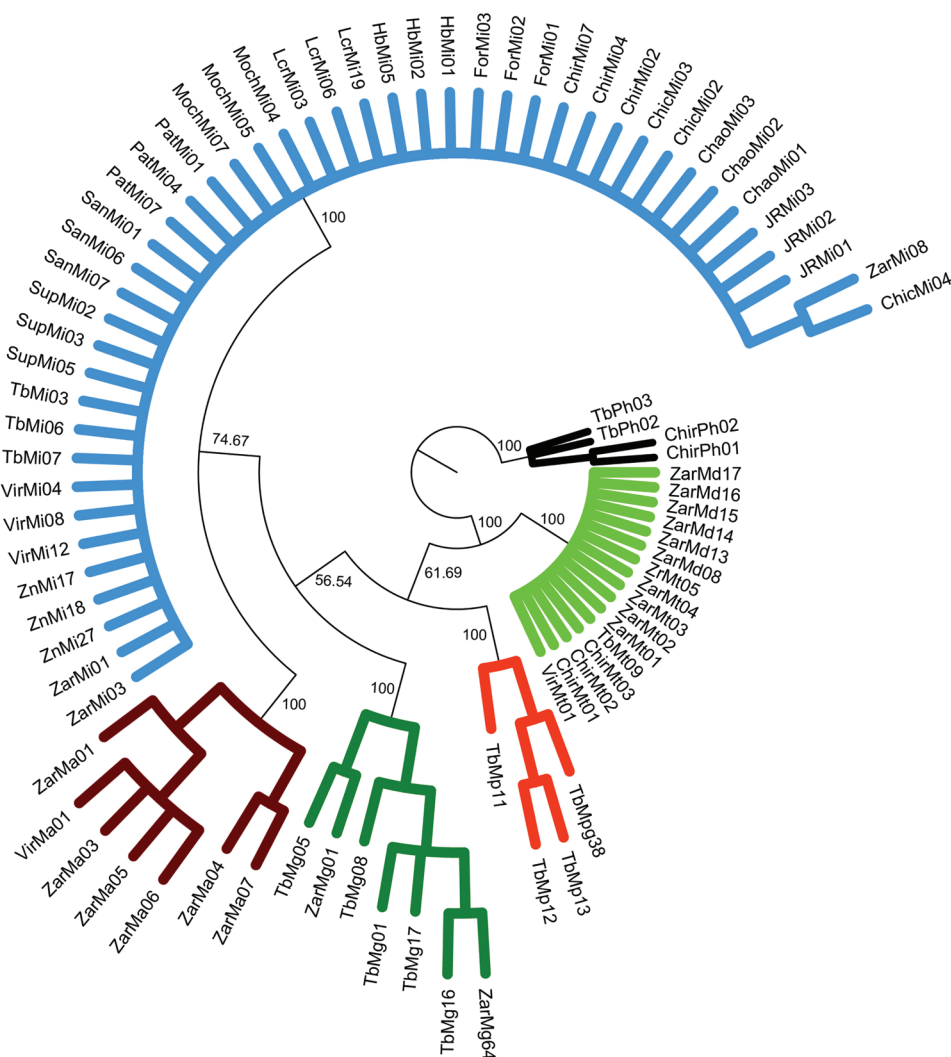 ZarMi03
ZarMi01
ZnMi27
ZnMi18
ZnMi17
VirMi12
VirMi08
VirMi04
TbMi07
TbMi06
TbMi03
SupMi05
SupMi03
SupMi02
SanMi07
SanMi06
SanMi01
PatMi07
PatMi04
PatMi01
MochMi07
MochMi05
MochMi04
LcrMi03
LcrMi06
LcrMi19
HbMi05
HbMi02
HbMi01
ForMi03
ForMi02
ForMi01
ChirMi07
ChirMi04
ChirMi02
ChicMi03
ChicMi02
ChaoMi03
ChaoMi02
ChaoMi01
JRMi03
JRMi02
JRMi01
ZarMi08
ChicMi04
TbPh03
TbPh02
ChirPh02
ChirPh01
ZarMd17
ZarMd16
ZarMd15
ZarMd14
ZarMd13
ZarMd08
ZrMt05
ZarMt04
ZarMt03
ZarMt02
ZarMt01
TbMt09
ChirMt03
ChirMt02
ChirMt01
VirMt01
TbMpg38
TbMp13
TbMp12
TbMp11
ZarMg64
TbMg16
TbMg17
TbMg01
TbMg08
ZarMg01
TbMg05
ZarMa07
ZarMa04
ZarMa06
ZarMa05
ZarMa03
VirMa01
ZarMa01
100
74.67
100
100
100
56.54
61.69
100
100
100